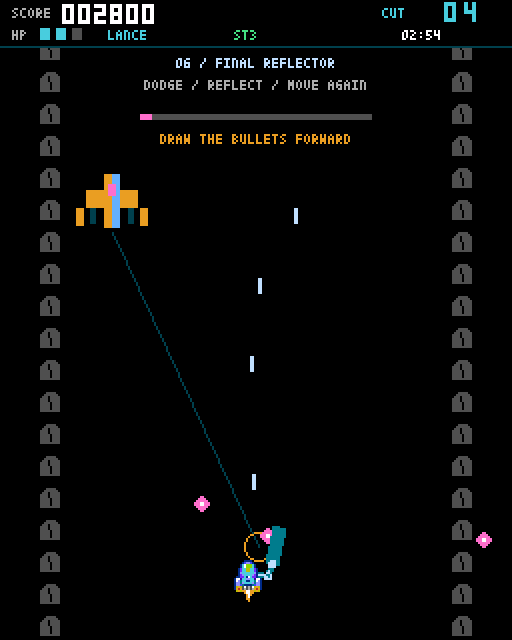 SCORE 002800 CUT 04
HP LANCE ST3 02:54
06 / FINAL REFLECTOR
DODGE / REFLECT / MOVE AGAIN
DRAW THE BULLETS FORWARD